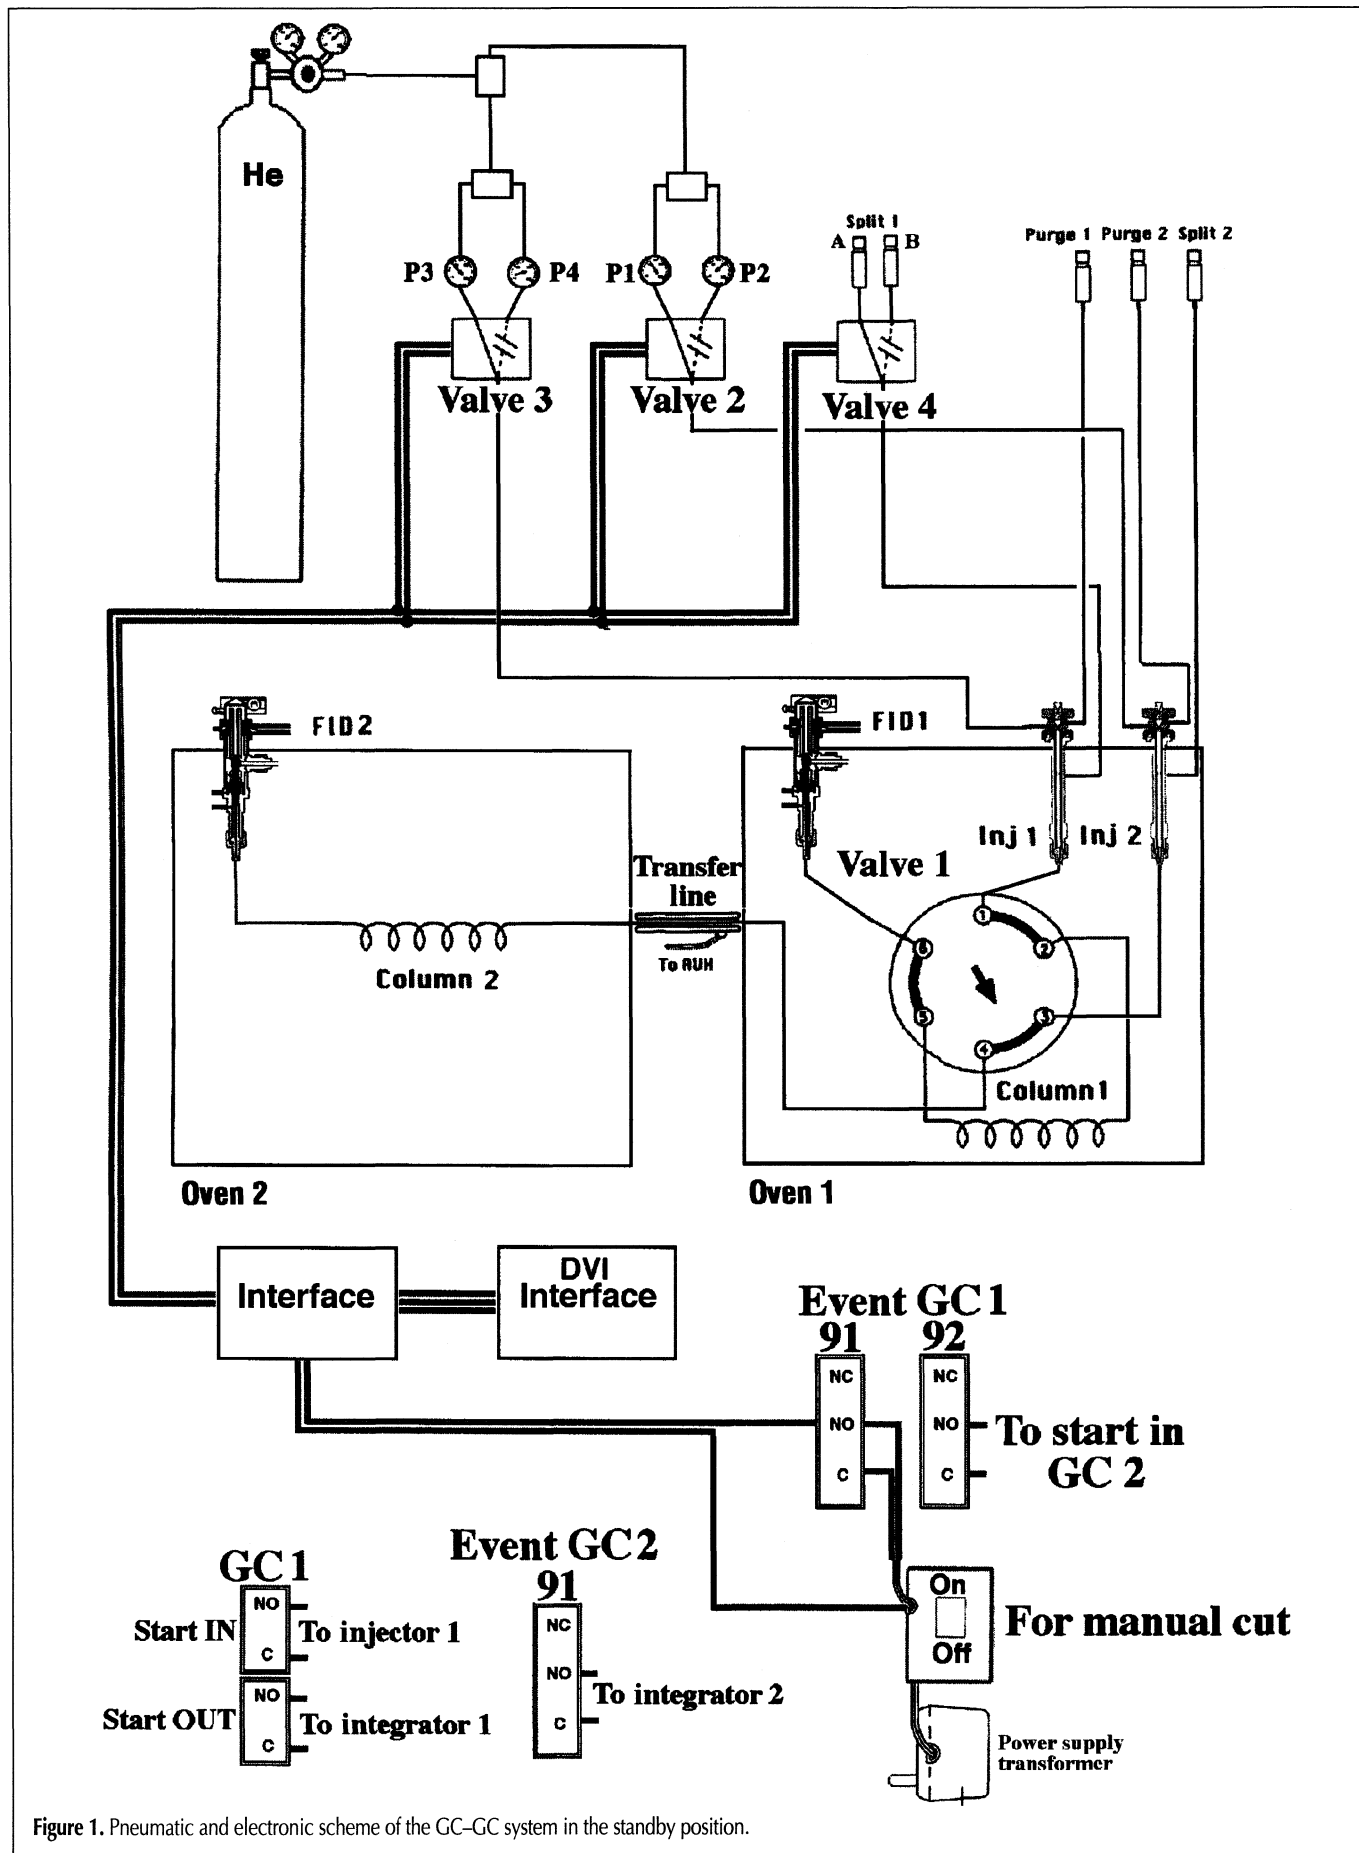 He
Split 1
A B
Purge 1 Purge 2 Split 2
P3 P4 P1 P2
Valve 3 Valve 2 Valve 4
FID2 FID1
Inj 1 Inj 2
Transfer
line
Valve 1
To AUX
Column 2
1
2
3
4
5
6
Column1
Oven 2 Oven 1
Interface
DVI
Interface
Event GC1
91 92
NC NC
NO NO
C C
To start in
GC 2
GC1
Start IN
NO
C
To injector 1
Start OUT
NO
C
To integrator 1
Event GC2
91
NC
NO
C
To integrator 2
On
Off
For manual cut
Power supply
transformer
Figure 1. Pneumatic and electronic scheme of the GC–GC system in the standby position.